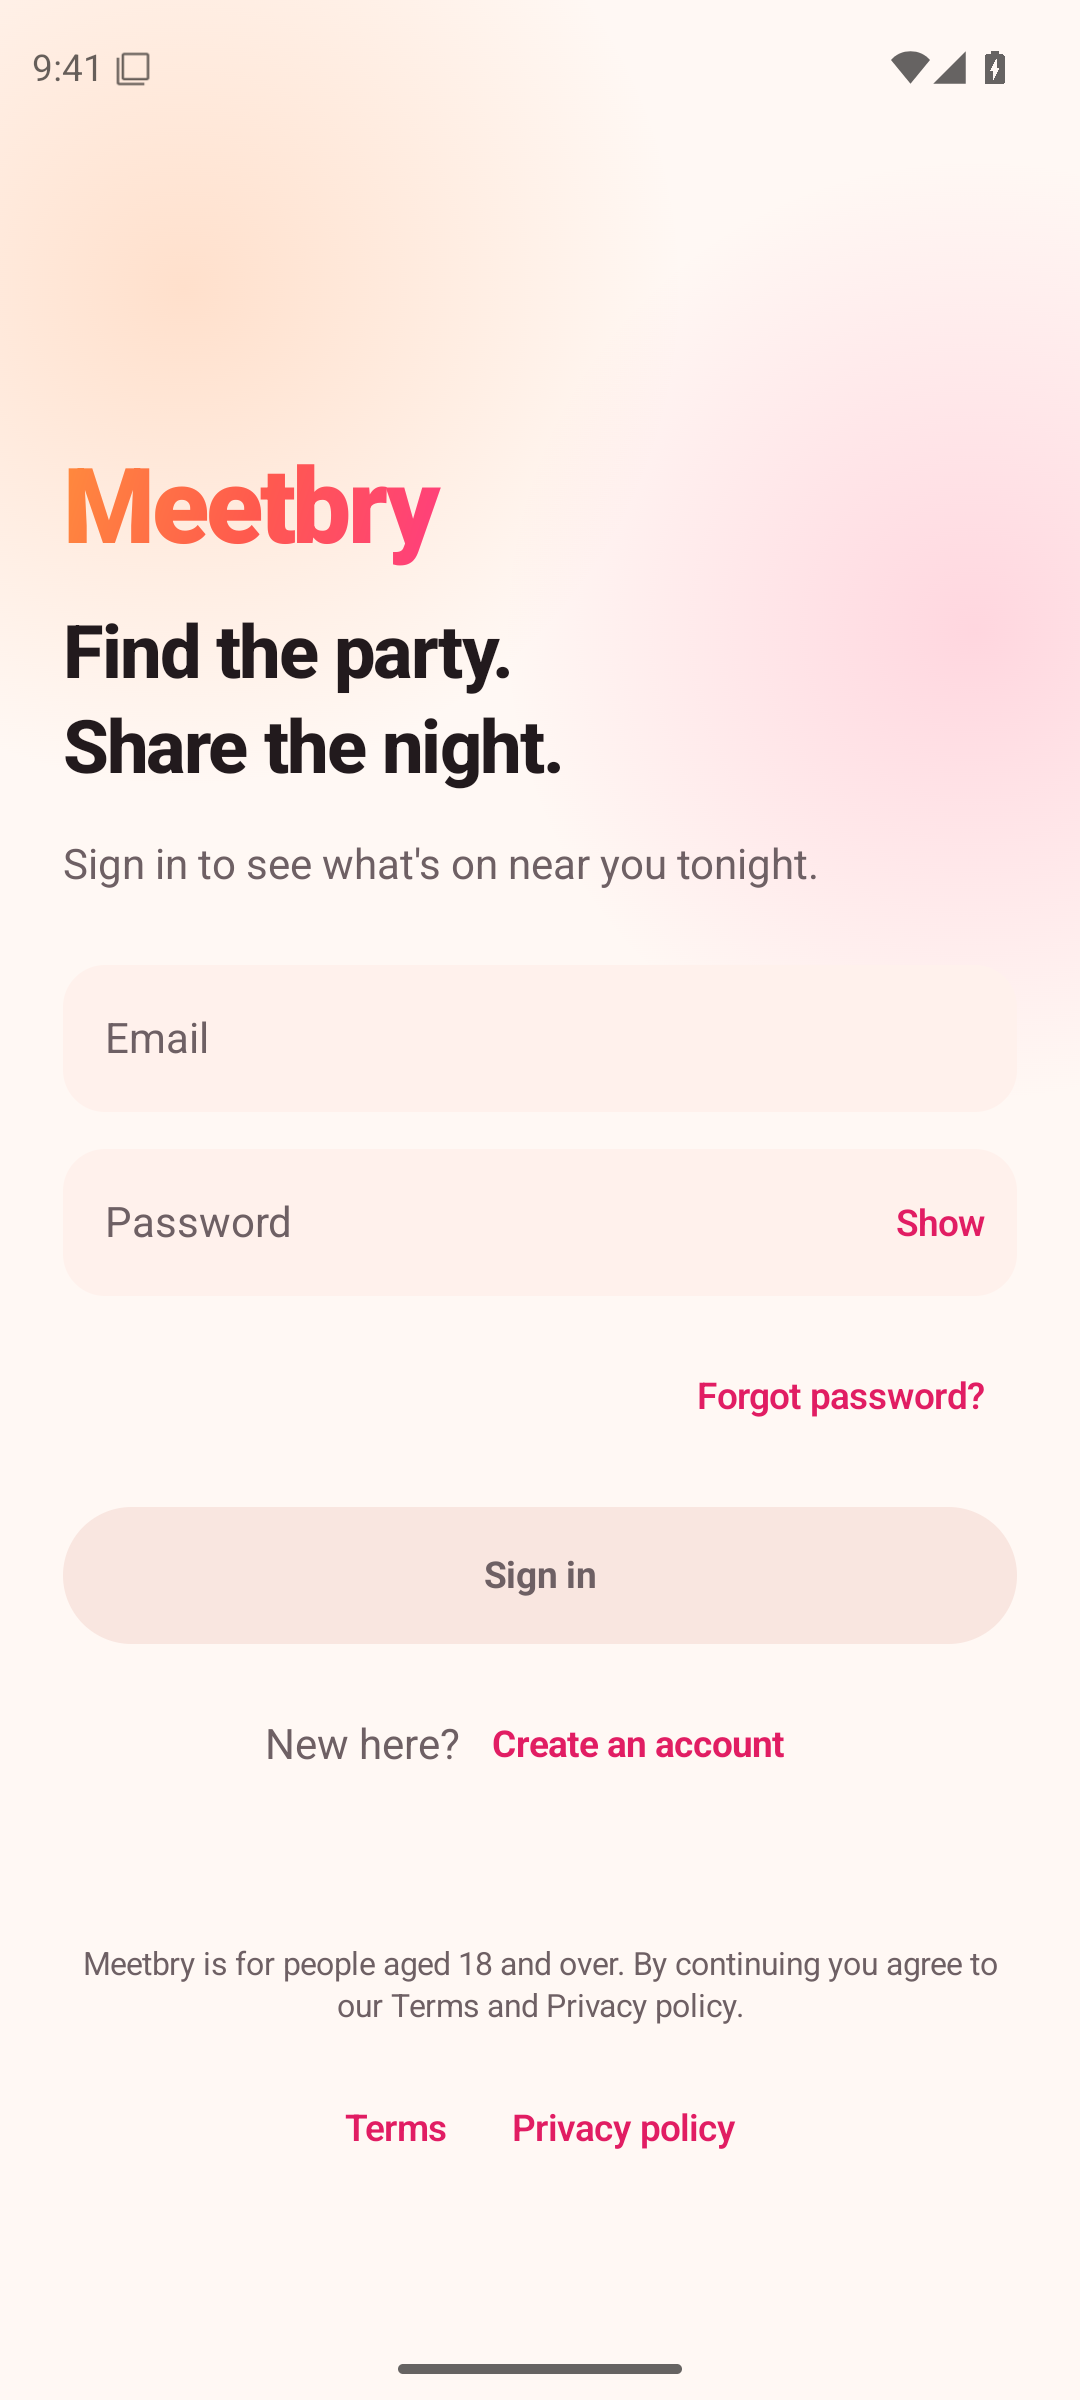 9:41
Meetbry
Find the party.
Share the night.
Sign in to see what's on near you tonight.
Email
Password
Show
Forgot password?
Sign in
New here? Create an account
Meetbry is for people aged 18 and over. By continuing you agree to
our Terms and Privacy policy.
Terms Privacy policy